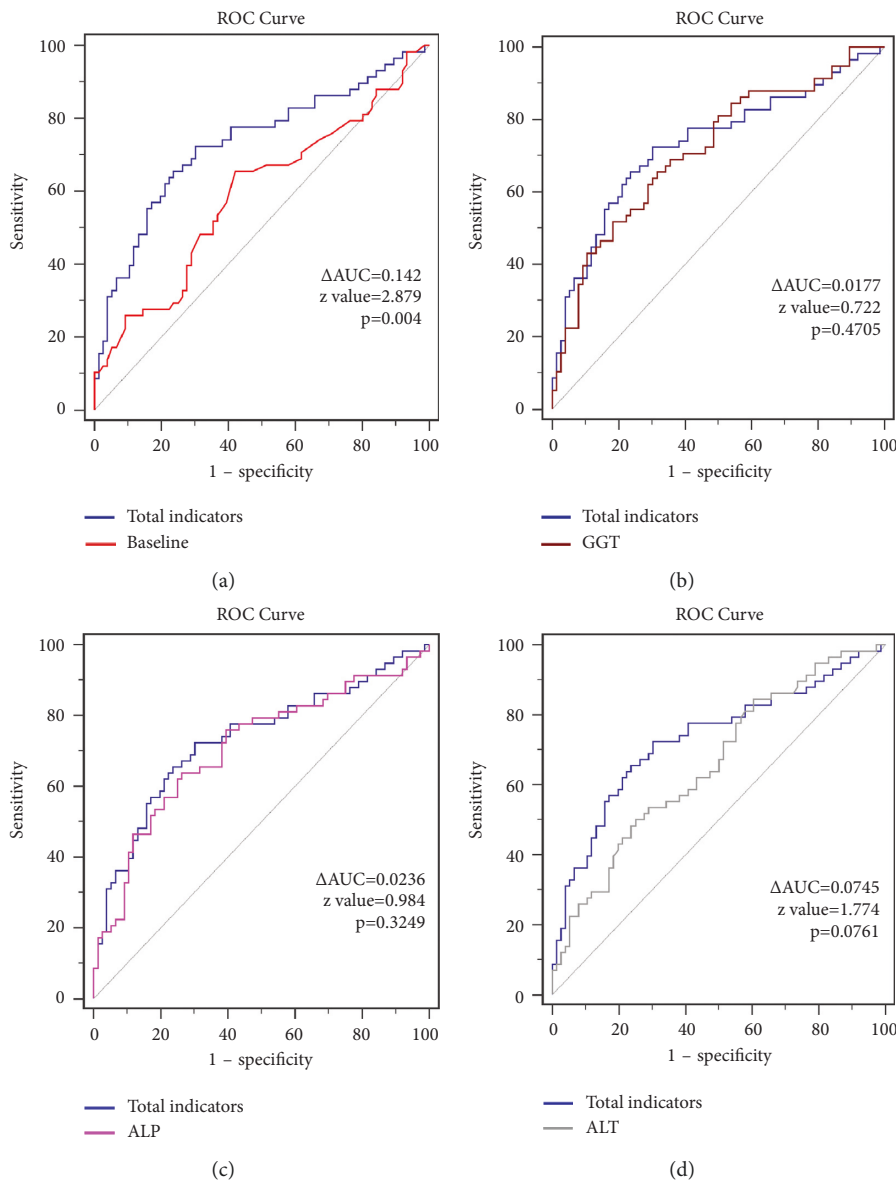 ROC Curve
100
80
60
40
20
0
Sensitivity
ΔAUC=0.142
z value=2.879
p=0.004
0 20 40 60 80 100
1 – specificity
Total indicators
Baseline
(a)
ROC Curve
100
80
60
40
20
0
Sensitivity
ΔAUC=0.0177
z value=0.722
p=0.4705
0 20 40 60 80 100
1 – specificity
Total indicators
GGT
(b)
ROC Curve
100
80
60
40
20
0
Sensitivity
ΔAUC=0.0236
z value=0.984
p=0.3249
0 20 40 60 80 100
1 – specificity
Total indicators
ALP
(c)
ROC Curve
100
80
60
40
20
0
Sensitivity
ΔAUC=0.0745
z value=1.774
p=0.0761
0 20 40 60 80 100
1 – specificity
Total indicators
ALT
(d)